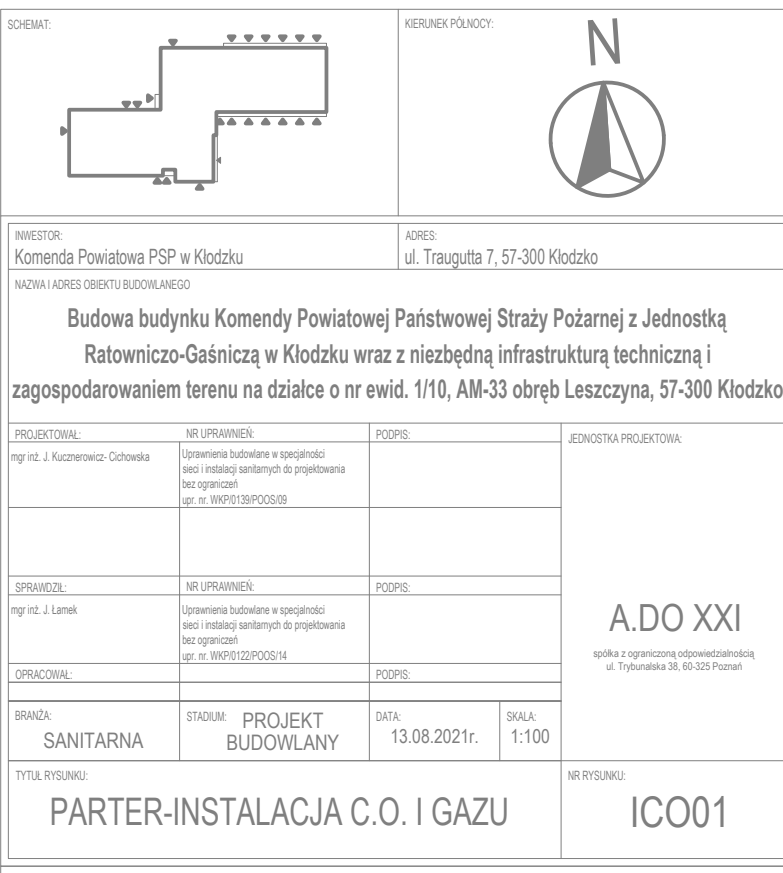 SCHEMAT:
KIERUNEK PÓŁNOCY:
N
INWESTOR:
Komenda Powiatowa PSP w Kłodzku
ADRES:
ul. Traugutta 7, 57-300 Kłodzko
NAZWA I ADRES OBIEKTU BUDOWLANEGO
Budowa budynku Komendy Powiatowej Państwowej Straży Pożarnej z Jednostką
Ratowniczo-Gaśniczą w Kłodzku wraz z niezbędną infrastrukturą techniczną i
zagospodarowaniem terenu na działce o nr ewid. 1/10, AM-33 obręb Leszczyna, 57-300 Kłodzko
PROJEKTOWAŁ:
NR UPRAWNIEŃ:
PODPIS:
JEDNOSTKA PROJEKTOWA:
mgr inż. J. Kucznerowicz- Cichowska
Uprawnienia budowlane w specjalności
sieci i instalacji sanitarnych do projektowania
bez ograniczeń
upr. nr. WKP/0139/POOS/09
SPRAWDZIŁ:
NR UPRAWNIEŃ:
PODPIS:
mgr inż. J. Łamek
Uprawnienia budowlane w specjalności
sieci i instalacji sanitarnych do projektowania
bez ograniczeń
upr. nr. WKP/0122/POOS/14
A.DO XXI
spółka z ograniczoną odpowiedzialnością
ul. Trybunalska 38, 60-325 Poznań
OPRACOWAŁ:
PODPIS:
BRANŻA:
SANITARNA
STADIUM: PROJEKT
BUDOWLANY
DATA:
13.08.2021r.
SKALA:
1:100
TYTUŁ RYSUNKU:
PARTER-INSTALACJA C.O. I GAZU
NR RYSUNKU:
ICO01